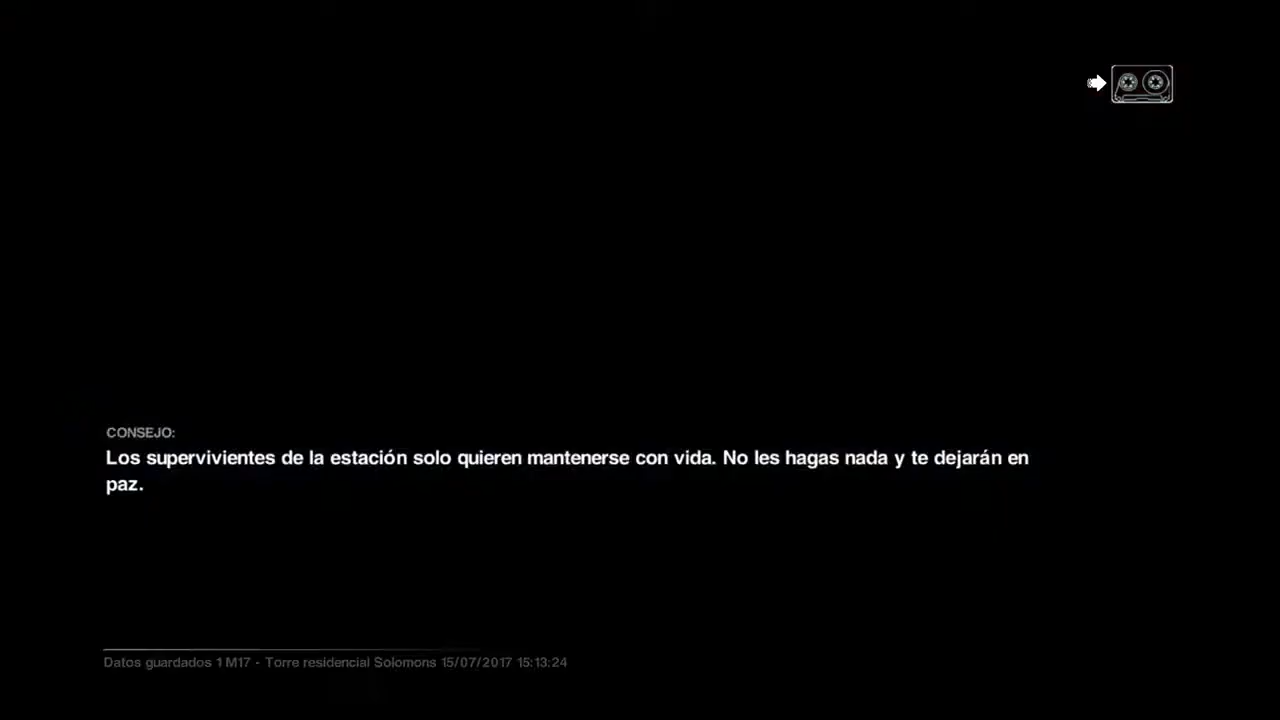 CONSEJO:
Los supervivientes de la estación solo quieren mantenerse con vida. No les hagas nada y te dejarán en
paz.
Datos guardados 1 M17 - Torre residencial Solomons 15/07/2017 15:13:24